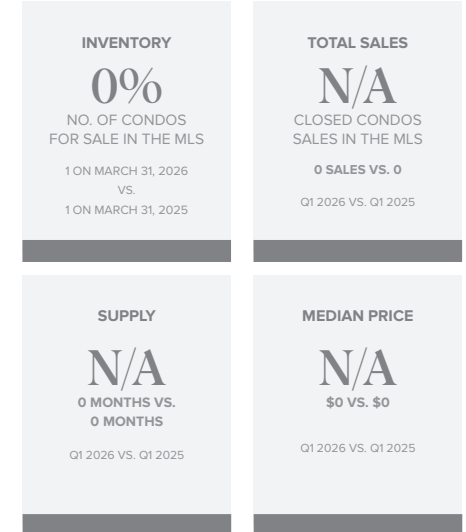 INVENTORY
0%
NO. OF CONDOS
FOR SALE IN THE MLS
1 ON MARCH 31, 2026
VS.
1 ON MARCH 31, 2025
TOTAL SALES
N/A
CLOSED CONDOS
SALES IN THE MLS
0 SALES VS. 0
Q1 2026 VS. Q1 2025
SUPPLY
N/A
0 MONTHS VS.
0 MONTHS
Q1 2026 VS. Q1 2025
MEDIAN PRICE
N/A
$0 VS. $0
Q1 2026 VS. Q1 2025